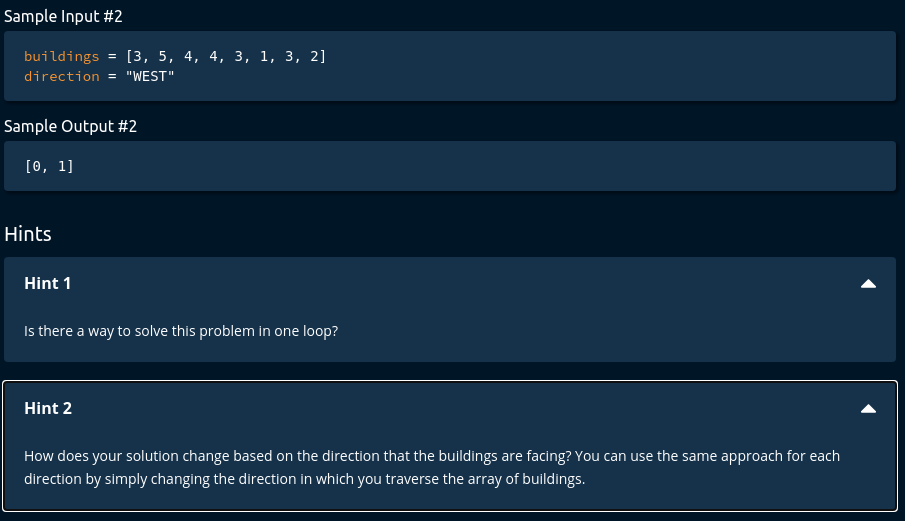 Sample Input #2
buildings = [3, 5, 4, 4, 3, 1, 3, 2]
direction = "WEST"
Sample Output #2
[0, 1]
Hints
Hint 1
Is there a way to solve this problem in one loop?
Hint 2
How does your solution change based on the direction that the buildings are facing? You can use the same approach for each
direction by simply changing the direction in which you traverse the array of buildings.